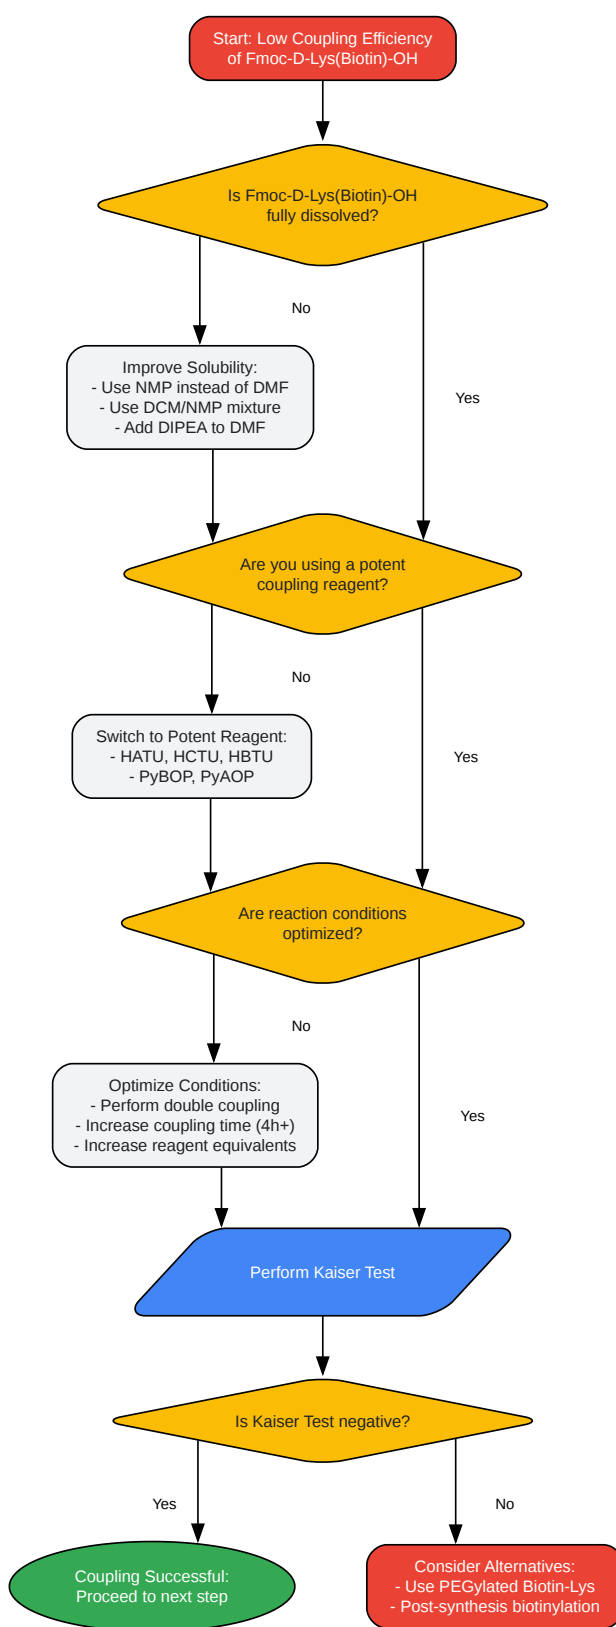 Start: Low Coupling Efficiency
of Fmoc-D-Lys(Biotin)-OH
Is Fmoc-D-Lys(Biotin)-OH
fully dissolved?
No
Improve Solubility:
- Use NMP instead of DMF
- Use DCM/NMP mixture
- Add DIPEA to DMF
Yes
Are you using a potent
coupling reagent?
No
Switch to Potent Reagent:
- HATU, HCTU, HBTU
- PyBOP, PyAOP
Yes
Are reaction conditions
optimized?
No
Optimize Conditions:
- Perform double coupling
- Increase coupling time (4h+)
- Increase reagent equivalents
Yes
Perform Kaiser Test
Is Kaiser Test negative?
Yes
No
Coupling Successful:
Proceed to next step
Consider Alternatives:
- Use PEGylated Biotin-Lys
- Post-synthesis biotinylation